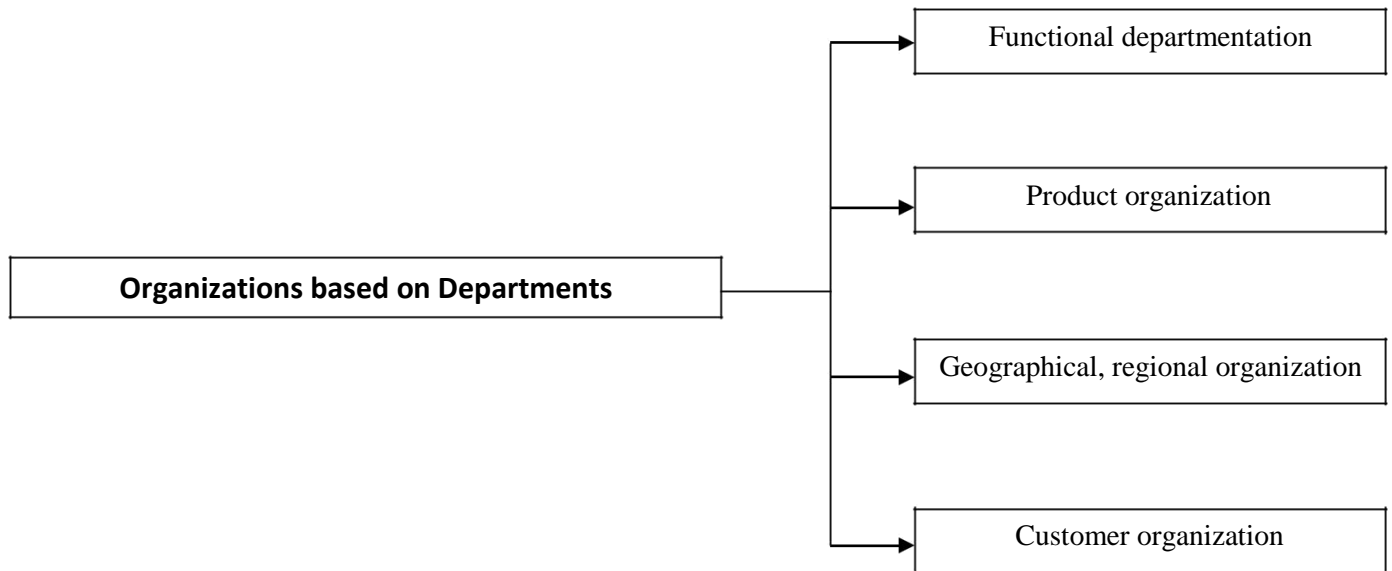 Functional departmentation
Product organization
Organizations based on Departments
Geographical, regional organization
Customer organization